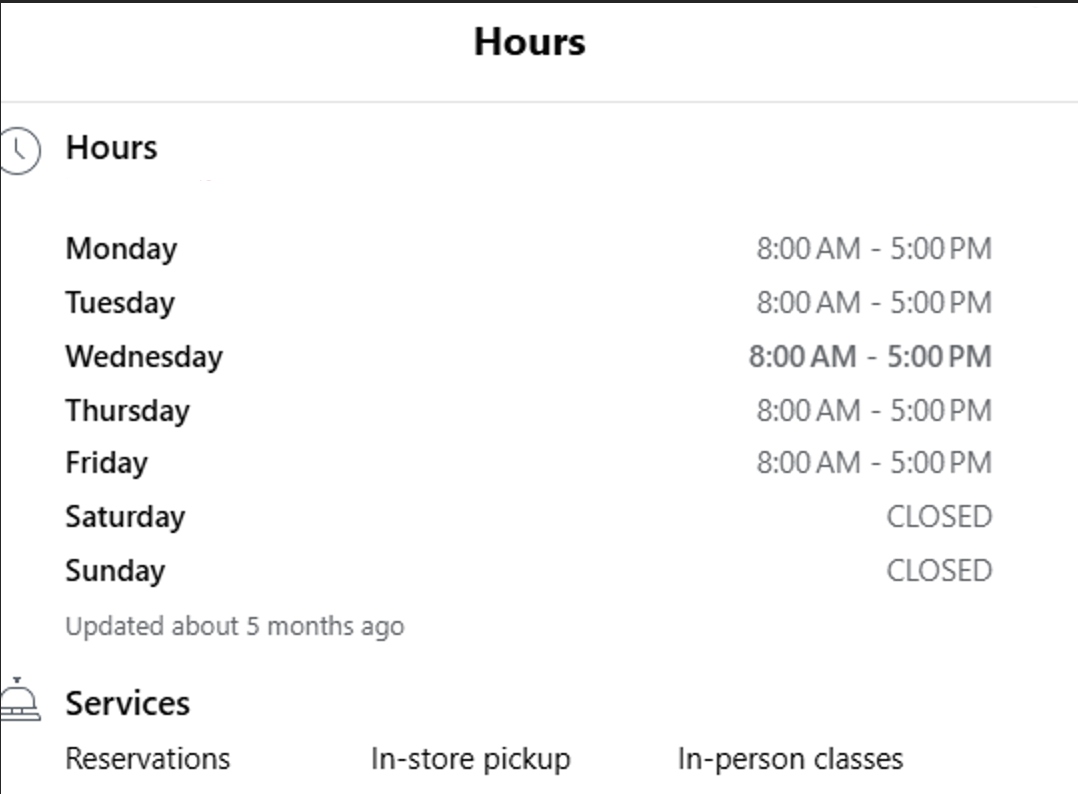 Hours
Hours
Monday 8:00 AM - 5:00 PM
Tuesday 8:00 AM - 5:00 PM
Wednesday 8:00 AM - 5:00 PM
Thursday 8:00 AM - 5:00 PM
Friday 8:00 AM - 5:00 PM
Saturday CLOSED
Sunday CLOSED
Updated about 5 months ago
Services
Reservations In-store pickup In-person classes